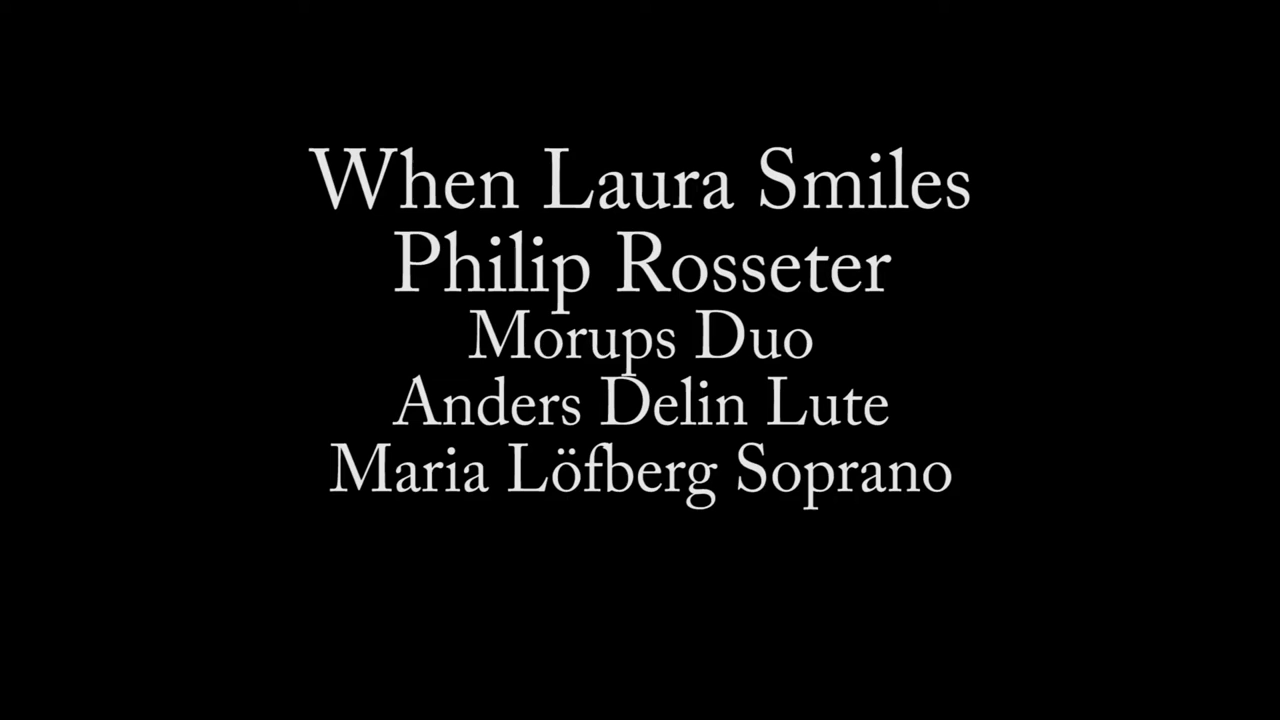 When Laura Smiles
Philip Rosseter
Morups Duo
Anders Delin Lute
Maria Löfberg Soprano